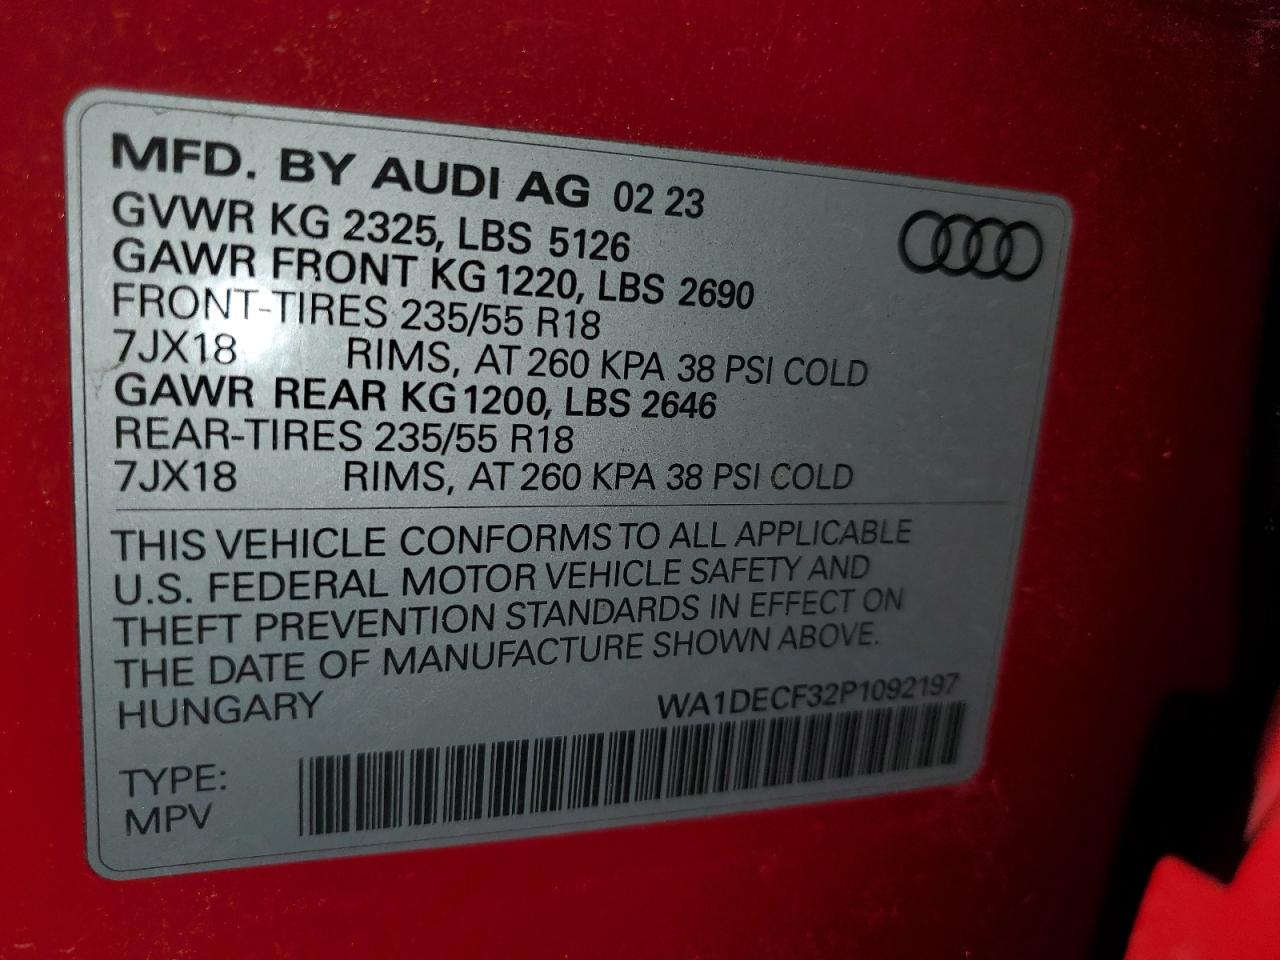 MFD. BY AUDI AG 02 23
GVWR KG 2325, LBS 5126
GAWR FRONT KG 1220, LBS 2690
FRONT-TIRES 235/55 R18
7JX18 RIMS, AT 260 KPA 38 PSI COLD
GAWR REAR KG 1200, LBS 2646
REAR-TIRES 235/55 R18
7JX18 RIMS, AT 260 KPA 38 PSI COLD
THIS VEHICLE CONFORMS TO ALL APPLICABLE
U.S. FEDERAL MOTOR VEHICLE SAFETY AND
THEFT PREVENTION STANDARDS IN EFFECT ON
THE DATE OF MANUFACTURE SHOWN ABOVE.
HUNGARY WA1DECF32P1092197
TYPE:
MPV